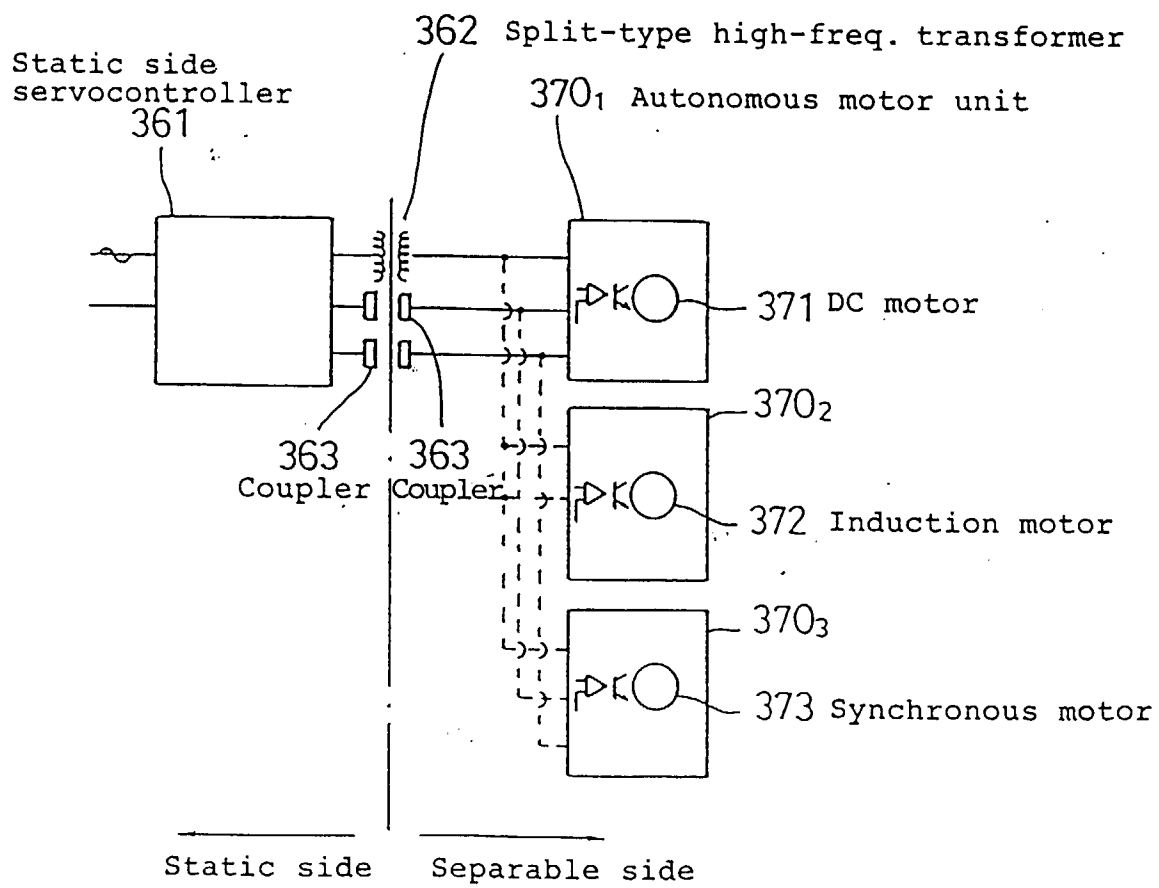 362 Split-type high-freq. transformer
Static side
servocontroller
361
370₁ Autonomous motor unit
371 DC motor
370₂
363
Coupler
363
Coupler
372 Induction motor
370₃
373 Synchronous motor
Static side
Separable side